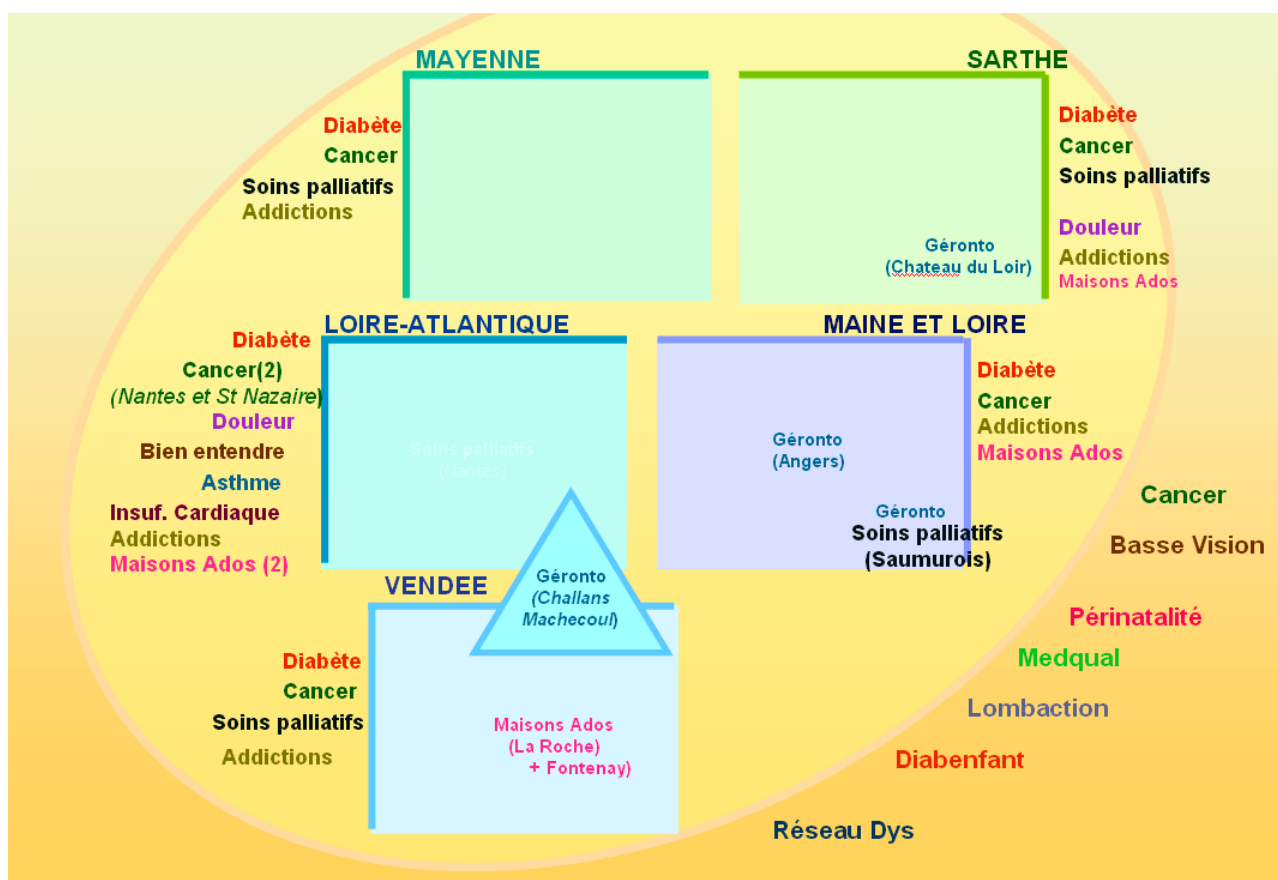 MAYENNE
Diabète
Cancer
Soins palliatifs
Addictions
SARTHE
Diabète
Cancer
Soins palliatifs
Douleur
Addictions
Maisons Ados
Géronto
(Chateau du Loir)
LOIRE-ATLANTIQUE
Diabète
Cancer(2)
(Nantes et St Nazaire)
Douleur
Bien entendre
Asthme
Insuf. Cardiaque
Addictions
Maisons Ados (2)
Soins palliatifs
(Nantes)
MAINE ET LOIRE
Diabète
Cancer
Addictions
Maisons Ados
Géronto
(Angers)
Géronto
Soins palliatifs
(Saumurois)
VENDEE
Géronto
(Challans
Machecoul)
Diabète
Cancer
Soins palliatifs
Addictions
Maisons Ados
(La Roche)
+ Fontenay)
Cancer
Basse Vision
Périnatalité
Medqual
Lombaction
Diabenfant
Réseau Dys